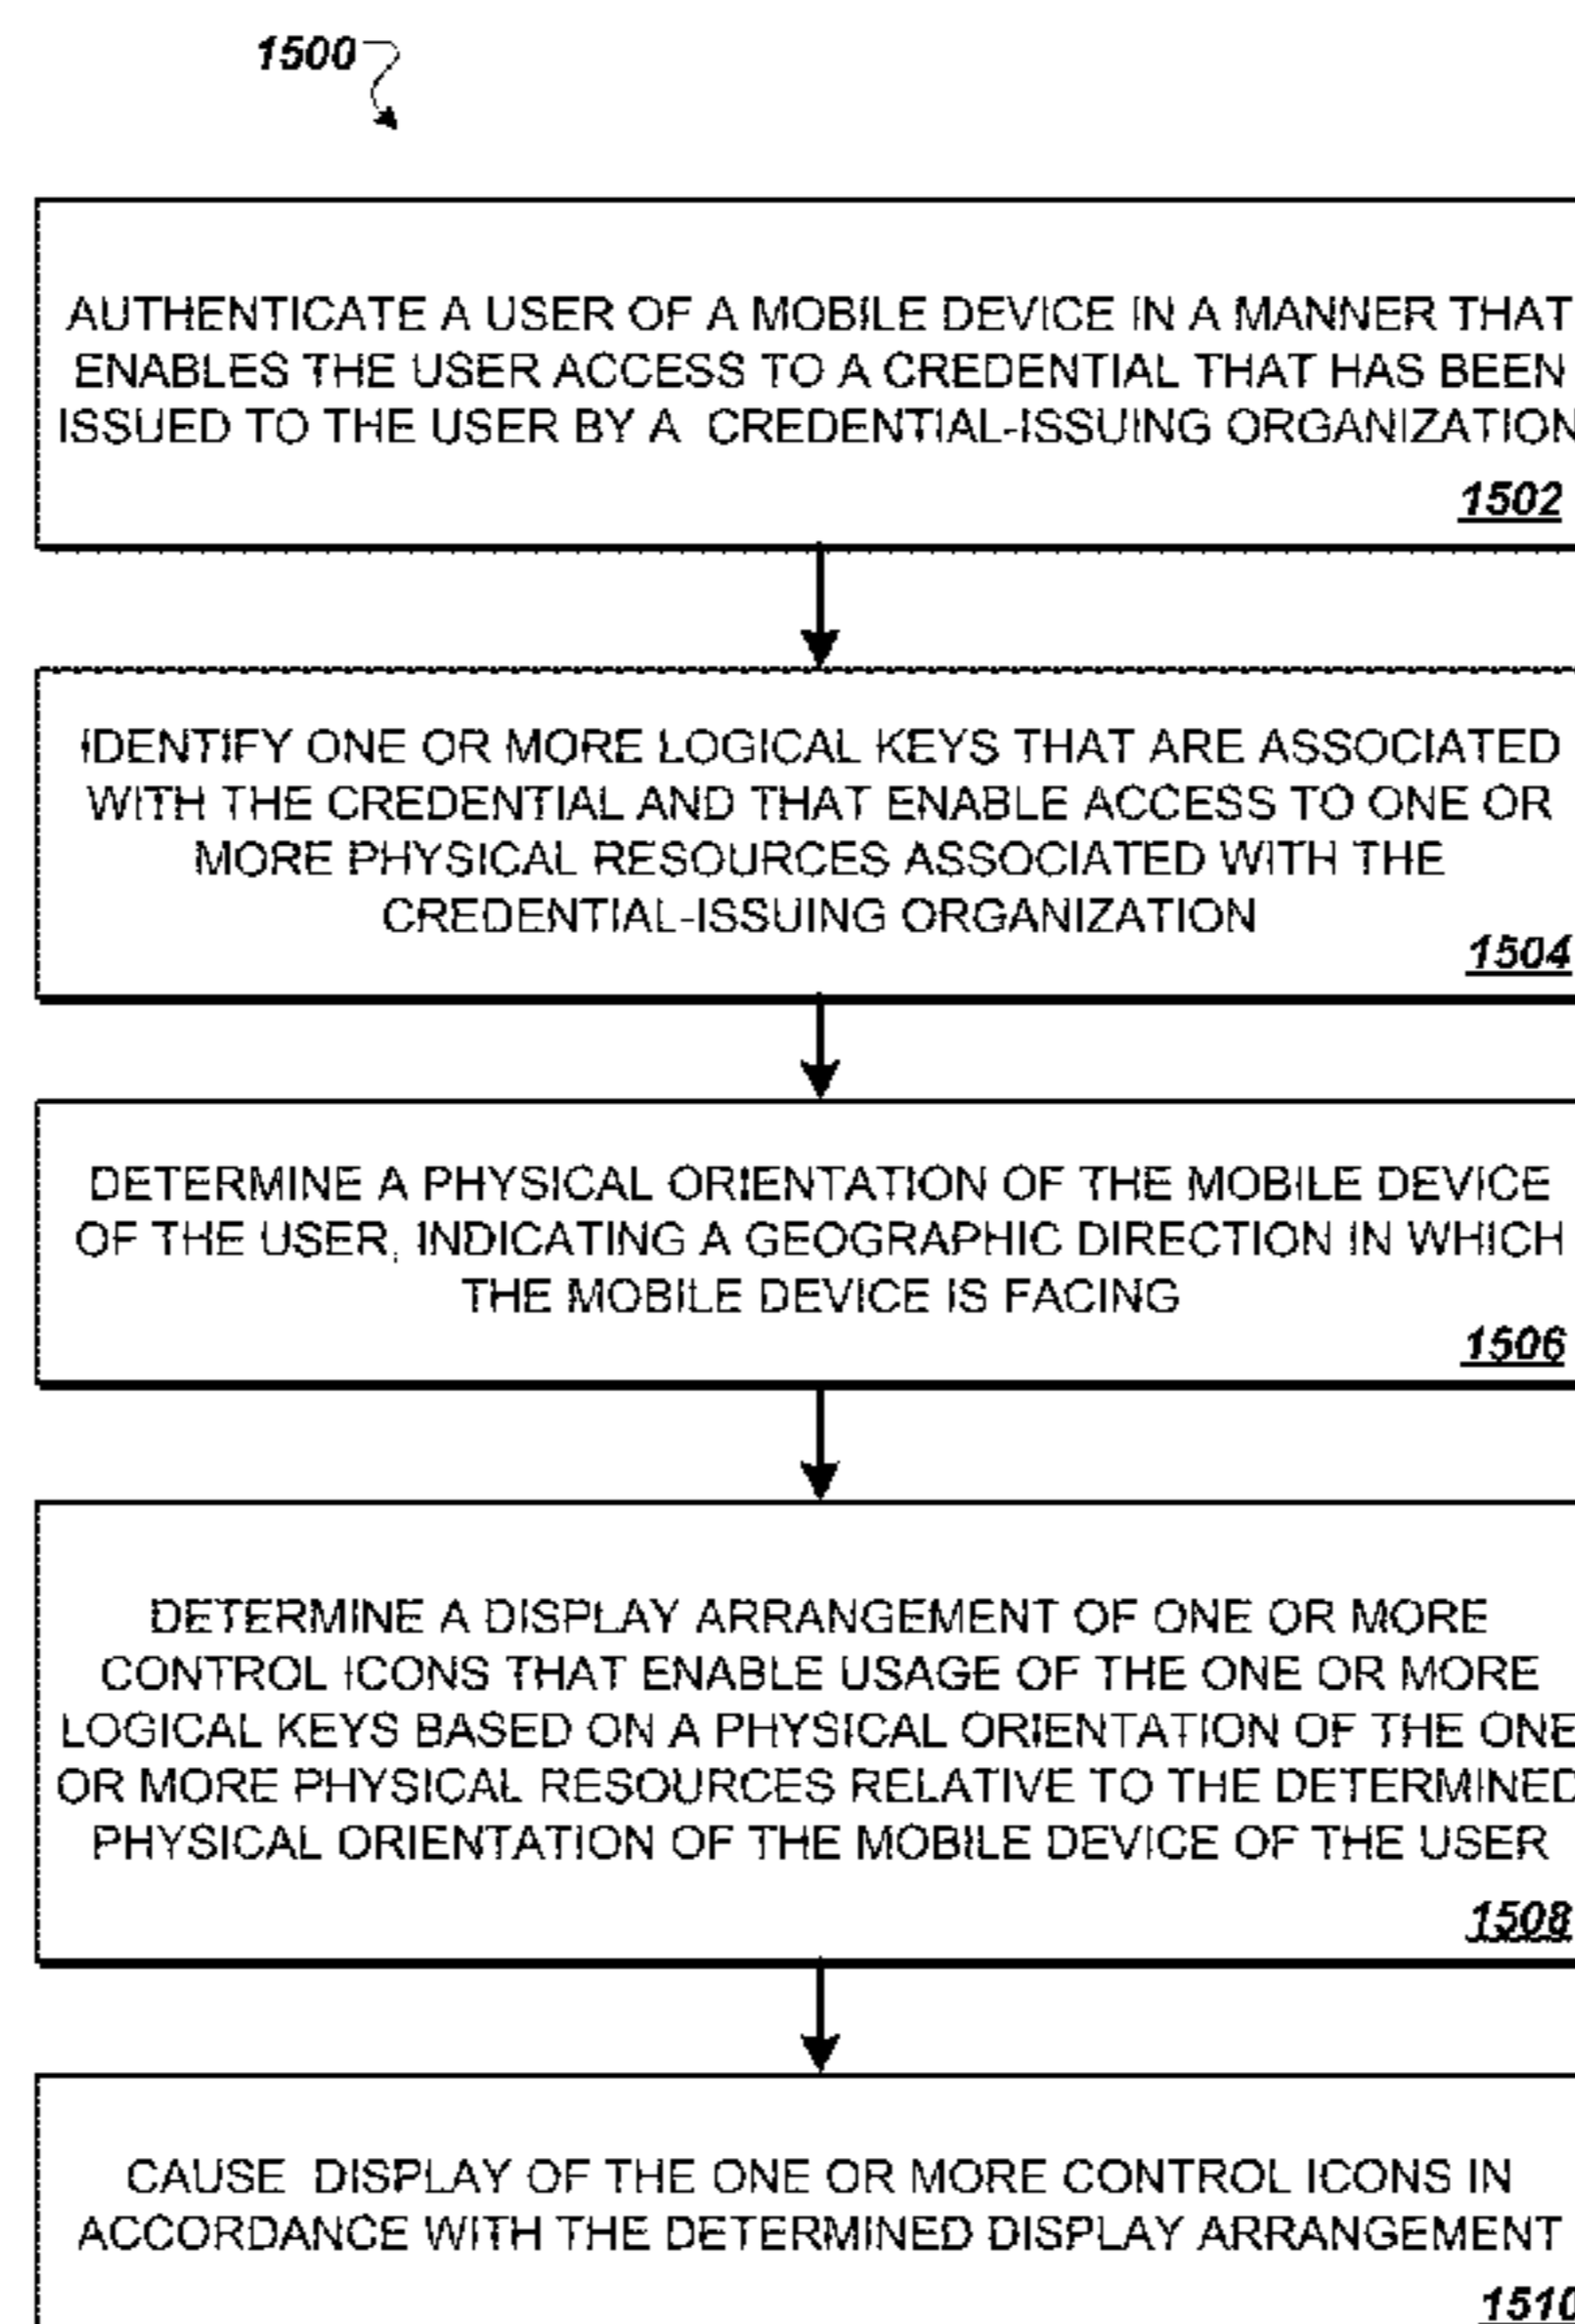 1500
AUTHENTICATE A USER OF A MOBILE DEVICE IN A MANNER THAT
ENABLES THE USER ACCESS TO A CREDENTIAL THAT HAS BEEN
ISSUED TO THE USER BY A CREDENTIAL-ISSUING ORGANIZATION
1502
IDENTIFY ONE OR MORE LOGICAL KEYS THAT ARE ASSOCIATED
WITH THE CREDENTIAL AND THAT ENABLE ACCESS TO ONE OR
MORE PHYSICAL RESOURCES ASSOCIATED WITH THE
CREDENTIAL-ISSUING ORGANIZATION
1504
DETERMINE A PHYSICAL ORIENTATION OF THE MOBILE DEVICE
OF THE USER, INDICATING A GEOGRAPHIC DIRECTION IN WHICH
THE MOBILE DEVICE IS FACING
1506
DETERMINE A DISPLAY ARRANGEMENT OF ONE OR MORE
CONTROL ICONS THAT ENABLE USAGE OF THE ONE OR MORE
LOGICAL KEYS BASED ON A PHYSICAL ORIENTATION OF THE ONE
OR MORE PHYSICAL RESOURCES RELATIVE TO THE DETERMINED
PHYSICAL ORIENTATION OF THE MOBILE DEVICE OF THE USER
1508
CAUSE DISPLAY OF THE ONE OR MORE CONTROL ICONS IN
ACCORDANCE WITH THE DETERMINED DISPLAY ARRANGEMENT
1510